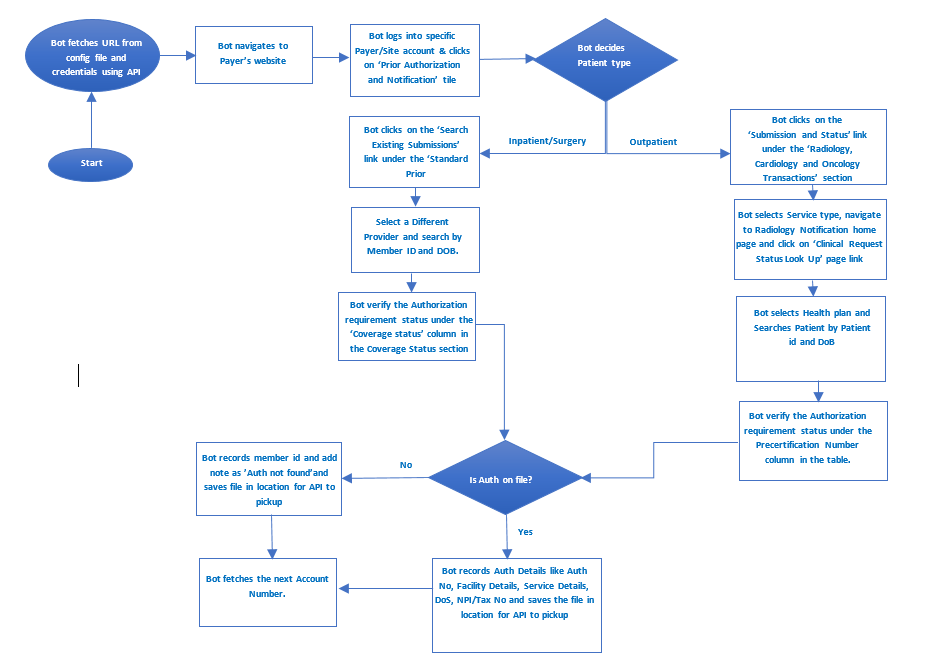 Bot fetches URL from
config file and
credentials using API
Bot navigates to
Payer's website
Bot logs into specific
Payer/Site account & clicks
on ‘Prior Authorization
and Notification’ tile
Bot decides
Patient type
Start
Bot clicks on the ‘Search
Existing Submissions’
link under the ‘Standard
Prior
Inpatient/Surgery
Outpatient
Bot clicks on the
‘Submission and Status’ link
under the ‘Radiology,
Cardiology and Oncology
Transactions’ section
Select a Different
Provider and search by
Member ID and DOB.
Bot selects Service type, navigate
to Radiology Notification home
page and click on ‘Clinical Request
Status Look Up’ page link
Bot verify the Authorization
requirement status under the
‘Coverage status’ column in
the Coverage Status section
Bot selects Health plan and
Searches Patient by Patient
id and DoB
Bot verify the Authorization
requirement status under the
Precertification Number
column in the table.
Bot records member id and add
note as ‘Auth not found’and
saves file in location for API to
pickup
No
Is Auth on file?
Yes
Bot fetches the next Account
Number.
Bot records Auth Details like Auth
No, Facility Details, Service Details,
DoS, NPI/Tax No and saves the file in
location for API to pickup